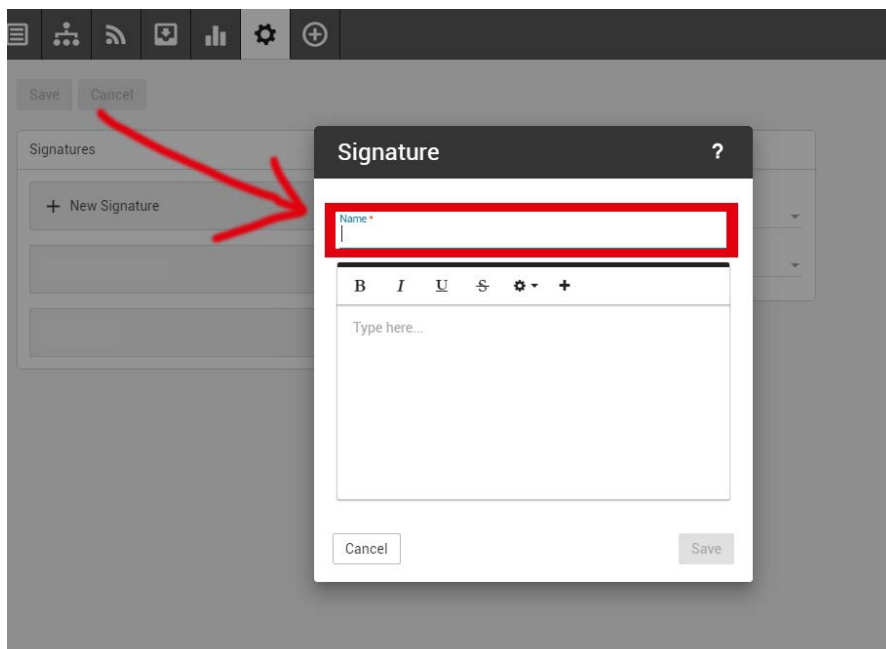 Save Cancel
Signatures
+ New Signature
Signature ?
Name *
B I U S
Type here...
Cancel Save